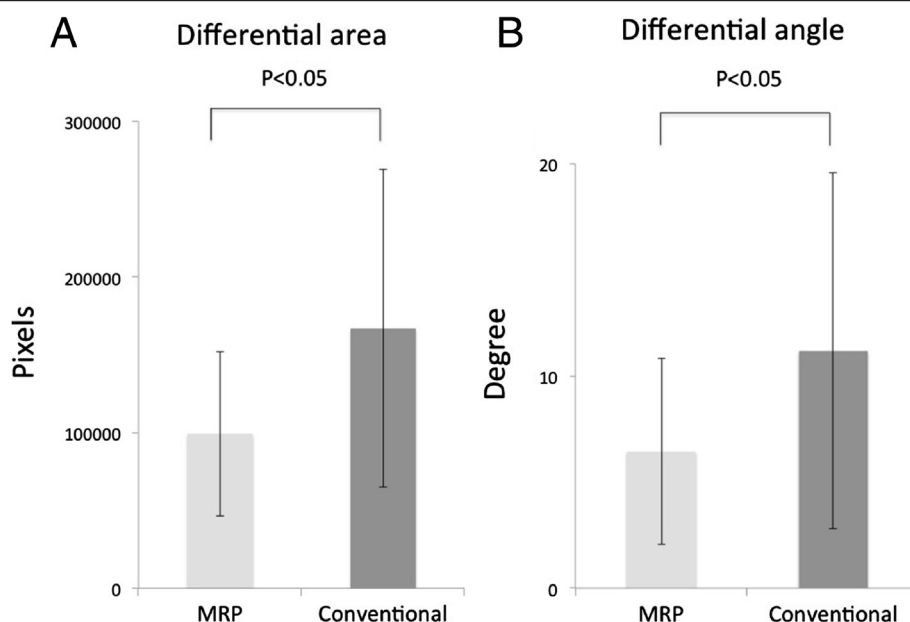 A
Differential area
P<0.05
300000
200000
100000
0
Pixels
MRP
Conventional
B
Differential angle
P<0.05
20
10
0
Degree
MRP
Conventional